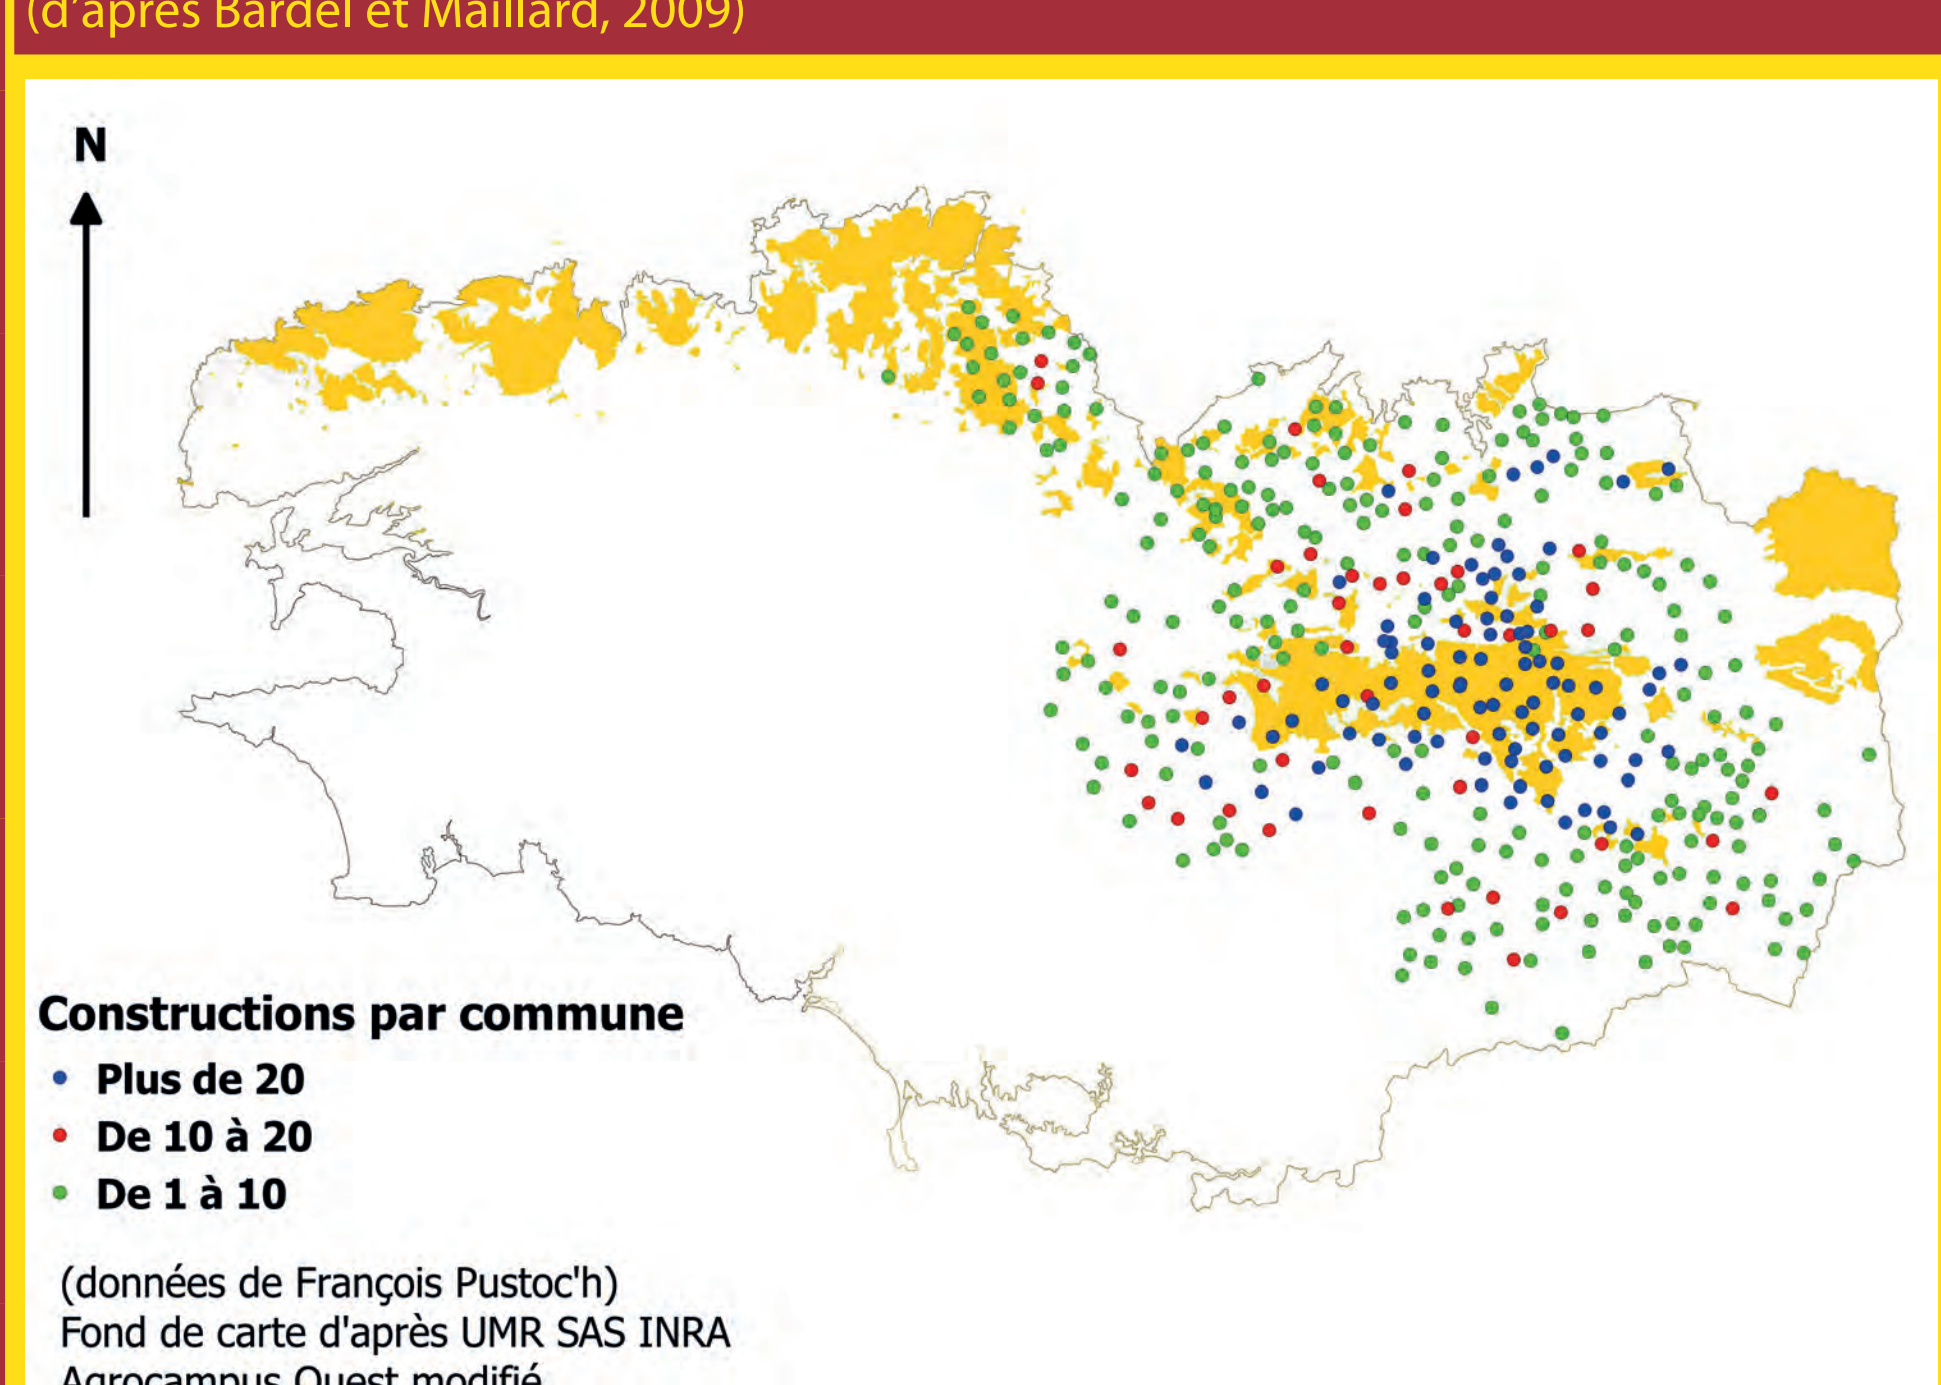 (d'après Bardel et Maillard, 2009)
N
Constructions par commune
Plus de 20
De 10 à 20
De 1 à 10
(données de François Pustoc'h)
Fond de carte d'après UMR SAS INRA
Agrocampus Ouest modifié